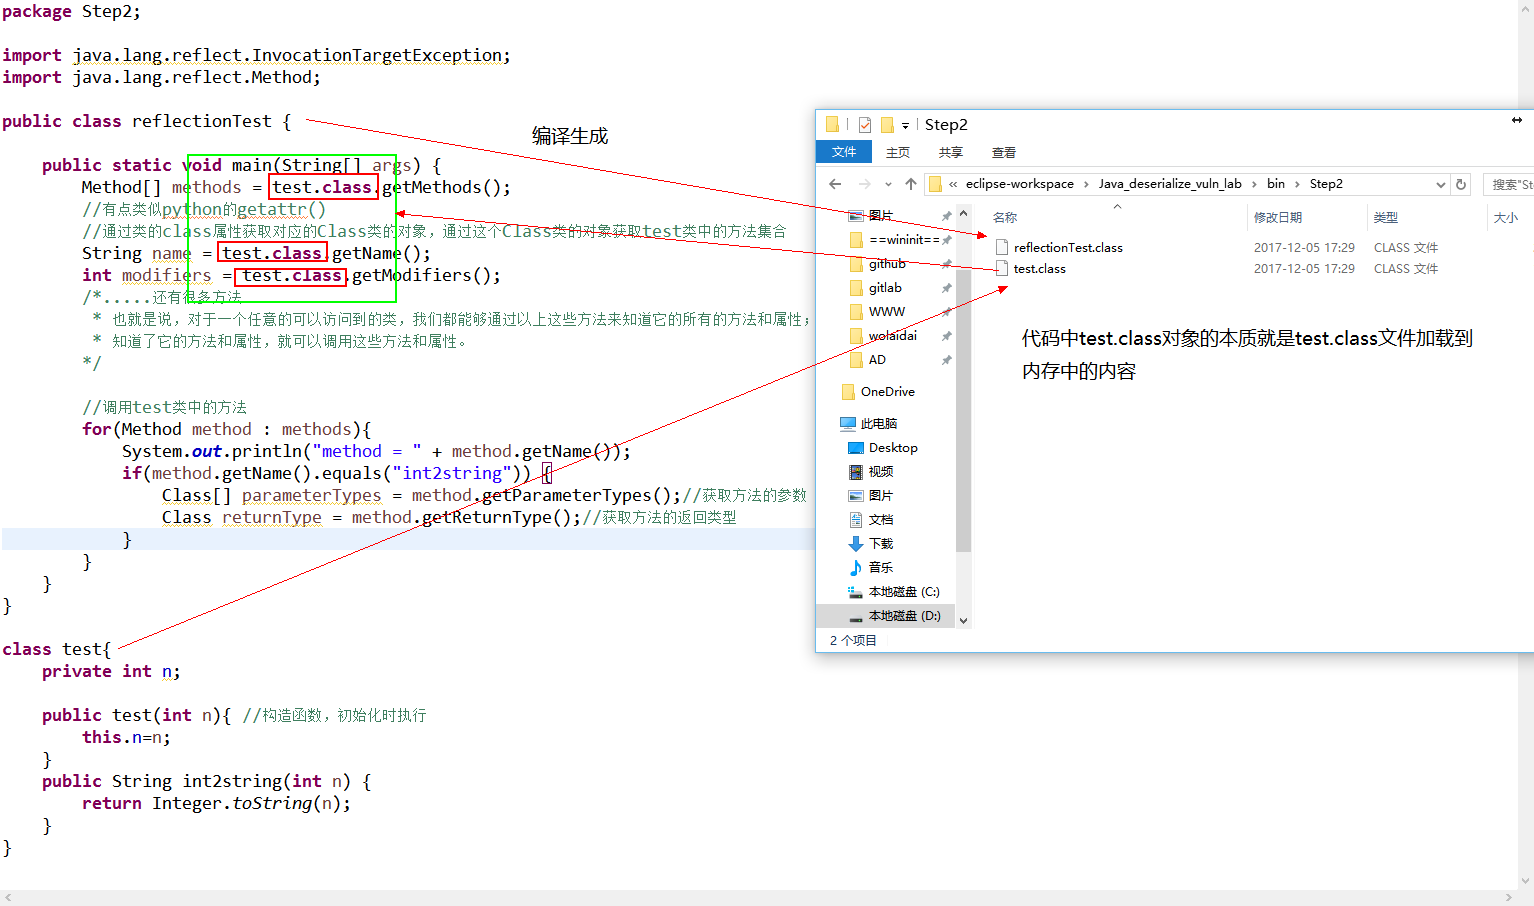 package Step2;
import java.lang.reflect.InvocationTargetException;
import java.lang.reflect.Method;
public class reflectionTest {
编译生成
public static void main(String[] args) {
Method[] methods = test.class.getMethods();
//有点类似python的getattr()
//通过类的class属性获取对应的Class类的对象，通过这个Class类的对象获取test类中的方法集合
String name = test.class.getName();
int modifiers = test.class.getModifiers();
/*.....还有很多方法
* 也就是说，对于一个任意的可以访问到的类，我们都能够通过以上这些方法来知道它的所有的方法和属性；
* 知道了它的方法和属性，就可以调用这些方法和属性。
*/
//调用test类中的方法
for(Method method : methods){
System.out.println("method = " + method.getName());
if(method.getName().equals("int2string")) {
Class[] parameterTypes = method.getParameterTypes();//获取方法的参数
Class returnType = method.getReturnType();//获取方法的返回类型
}
}
}
}
class test{
private int n;
public test(int n){ //构造函数，初始化时执行
this.n=n;
}
public String int2string(int n) {
return Integer.toString(n);
}
}
Step2
文件 主页 共享 查看
« eclipse-workspace › Java_deserialize_vuln_lab › bin › Step2
搜索"St
名称 修改日期 类型 大小
reflectionTest.class 2017-12-05 17:29 CLASS 文件
test.class 2017-12-05 17:29 CLASS 文件
图片
==wininit==
github
gitlab
WWW
wolaidai
AD
OneDrive
此电脑
Desktop
视频
图片
文档
下载
音乐
本地磁盘 (C:)
本地磁盘 (D:)
2 个项目
代码中test.class对象的本质就是test.class文件加载到
内存中的内容